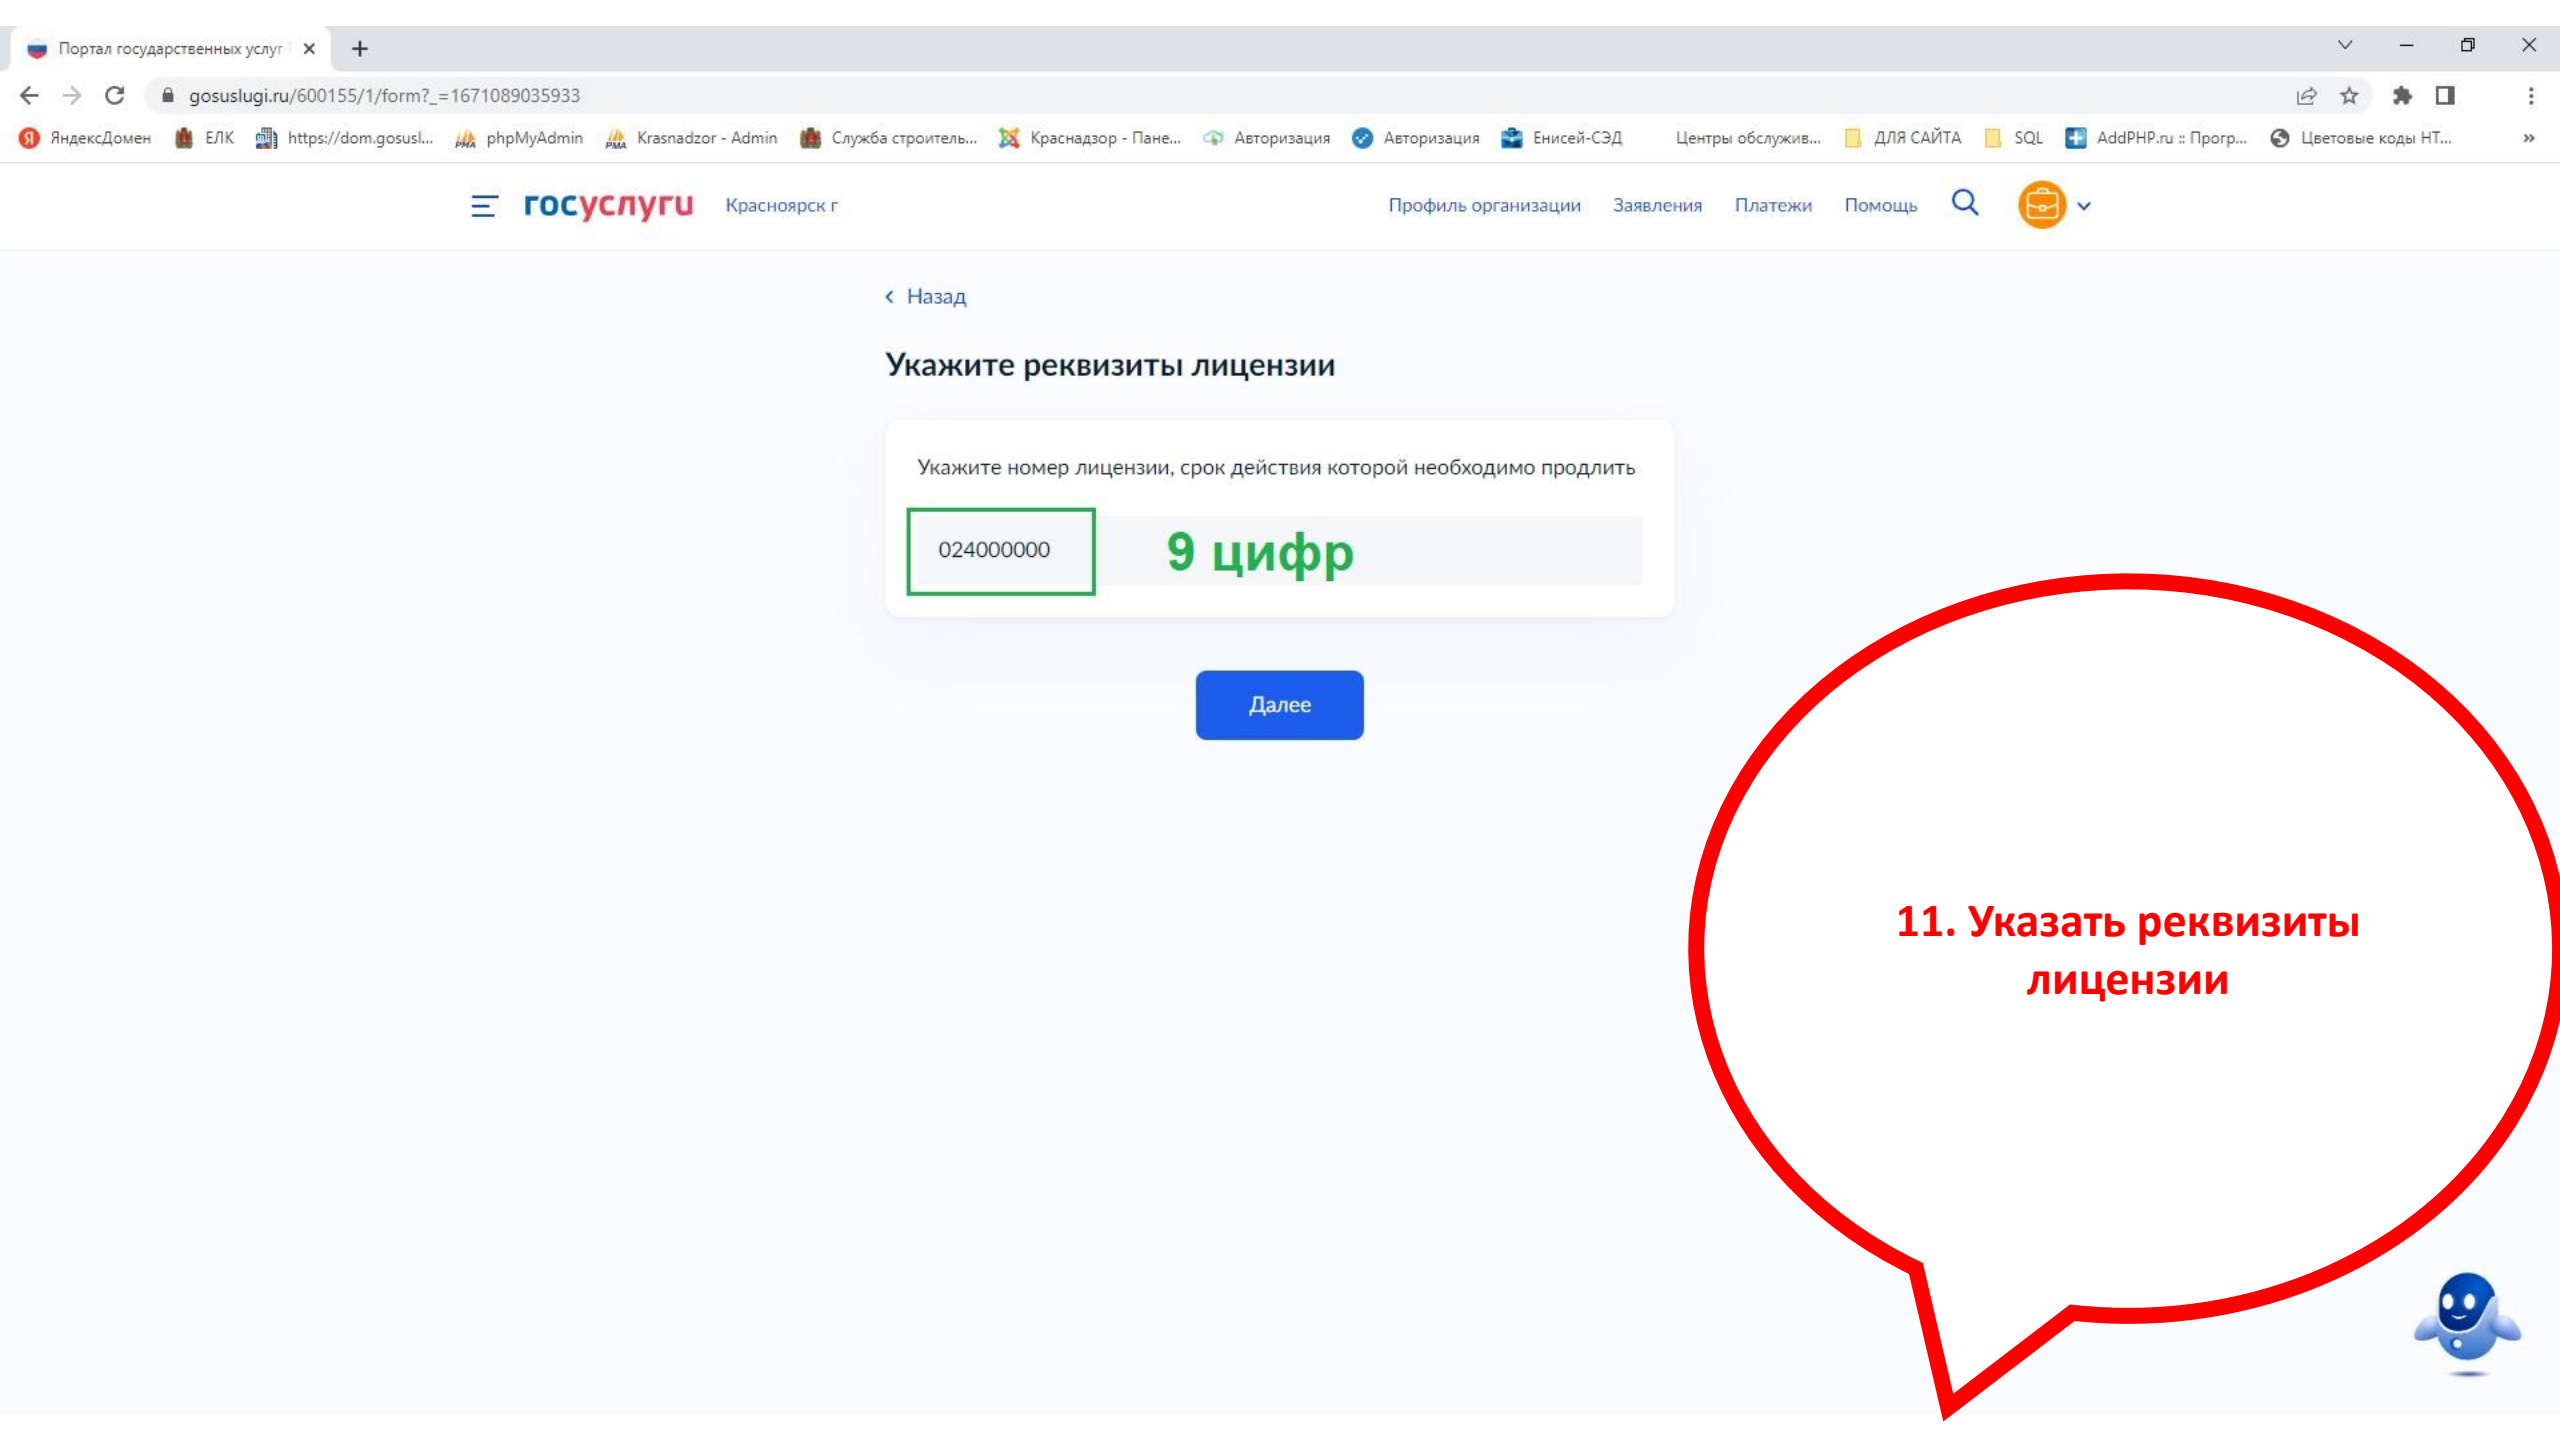 Портал государственных услуг
gosuslugi.ru/600155/1/form?_=1671089035933
ЯндексДомен ЕЛК https://dom.gosusl... phpMyAdmin Krasnadzor - Admin Служба строитель... Краснадзор - Пане... Авторизация Авторизация Енисей-СЭД Центры обслужив... ДЛЯ САЙТА SQL AddPHP.ru :: Прогр... Цветовые коды HT...
госуслуги Красноярск г Профиль организации Заявления Платежи Помощь
Назад
Укажите реквизиты лицензии
Укажите номер лицензии, срок действия которой необходимо продлить
024000000 9 цифр
Далее
11. Указать реквизиты
лицензии